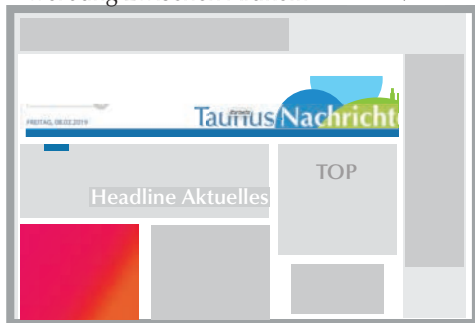 FREITAG, 08.02.2019
Taunus Nachricht
TOP
Headline Aktuelles